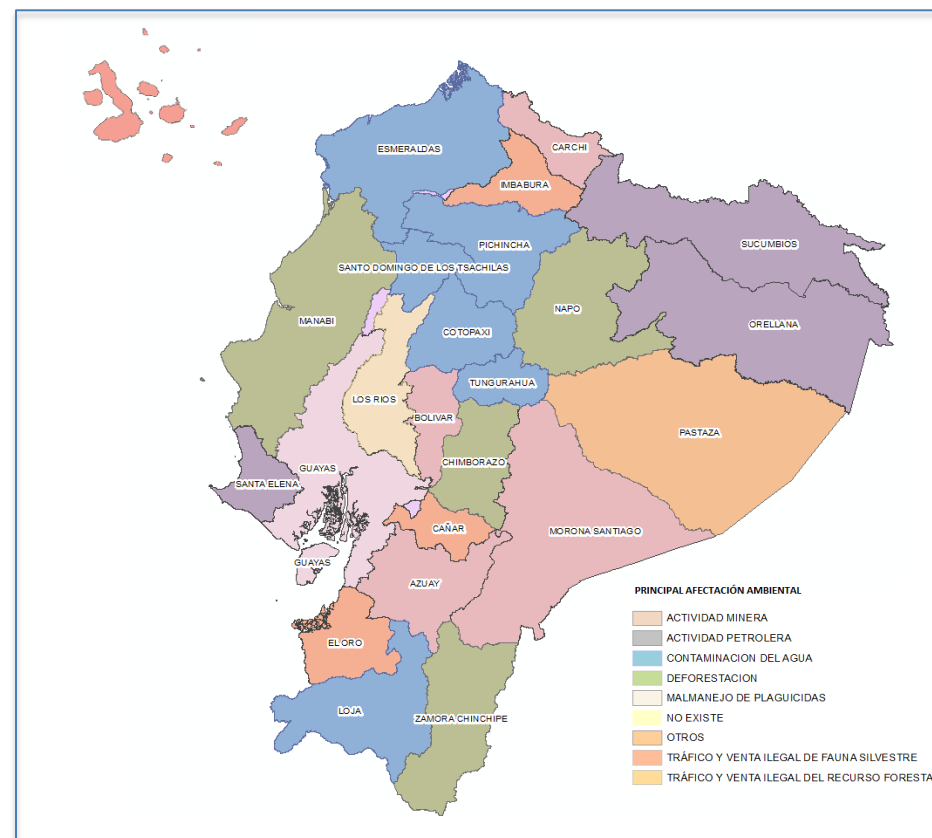 ESMERALDAS
CARCHI
IMBABURA
SUCUMBIOS
PICHINCHA
SANTO DOMINGO DE LOS TSACHILAS
NAPO
MANABI
ORELLANA
COTOPAXI
TUNGURAHUA
LOS RIOS
BOLIVAR
PASTAZA
CHIMBORAZO
GUAYAS
SANTA ELENA
CAÑAR
MORONA SANTIAGO
GUAYAS
AZUAY
EL ORO
LOJA
ZAMORA CHINCHIPE
PRINCIPAL AFECTACIÓN AMBIENTAL
ACTIVIDAD MINERA
ACTIVIDAD PETROLERA
CONTAMINACION DEL AGUA
DEFORESTACION
MALMANEJO DE PLAGUICIDAS
NO EXISTE
OTROS
TRÁFICO Y VENTA ILEGAL DE FAUNA SILVESTRE
TRÁFICO Y VENTA ILEGAL DEL RECURSO FORESTA